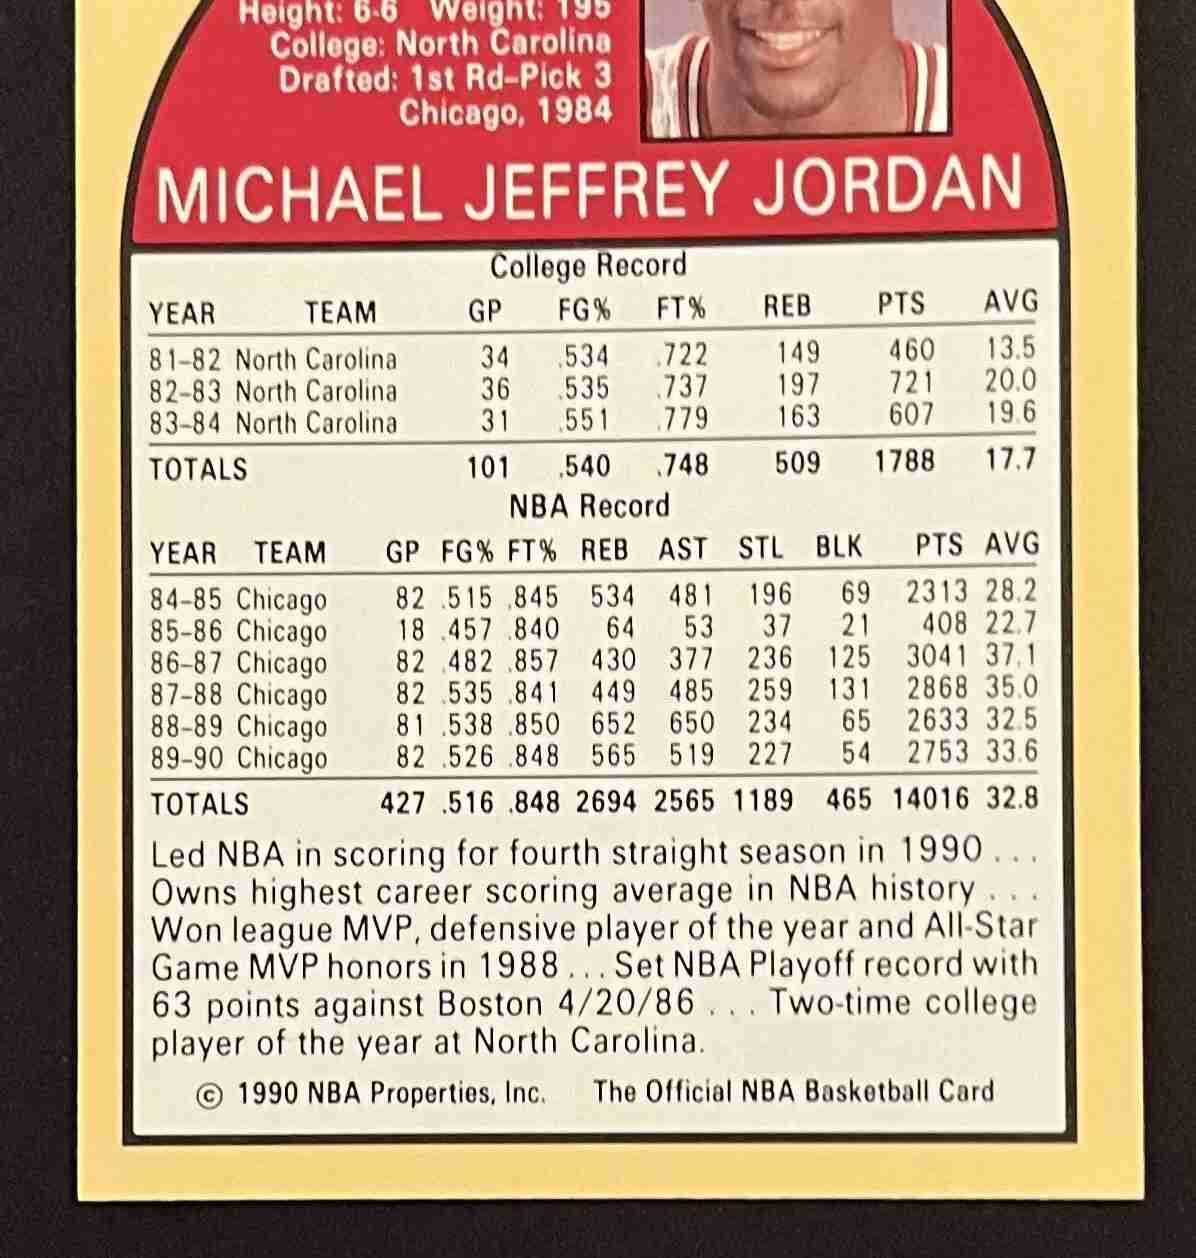 Height: 6-6 Weight: 195
College: North Carolina
Drafted: 1st Rd-Pick 3
Chicago, 1984
MICHAEL JEFFREY JORDAN
College Record
YEAR TEAM GP FG% FT% REB PTS AVG
81-82 North Carolina 34 .534 .722 149 460 13.5
82-83 North Carolina 36 .535 .737 197 721 20.0
83-84 North Carolina 31 .551 .779 163 607 19.6
TOTALS 101 .540 .748 509 1788 17.7
NBA Record
YEAR TEAM GP FG% FT% REB AST STL BLK PTS AVG
84-85 Chicago 82 .515 .845 534 481 196 69 2313 28.2
85-86 Chicago 18 .457 .840 64 53 37 21 408 22.7
86-87 Chicago 82 .482 .857 430 377 236 125 3041 37.1
87-88 Chicago 82 .535 .841 449 485 259 131 2868 35.0
88-89 Chicago 81 .538 .850 652 650 234 65 2633 32.5
89-90 Chicago 82 .526 .848 565 519 227 54 2753 33.6
TOTALS 427 .516 .848 2694 2565 1189 465 14016 32.8
Led NBA in scoring for fourth straight season in 1990 . . .
Owns highest career scoring average in NBA history . . .
Won league MVP, defensive player of the year and All-Star
Game MVP honors in 1988 . . . Set NBA Playoff record with
63 points against Boston 4/20/86 . . . Two-time college
player of the year at North Carolina.
© 1990 NBA Properties, Inc. The Official NBA Basketball Card